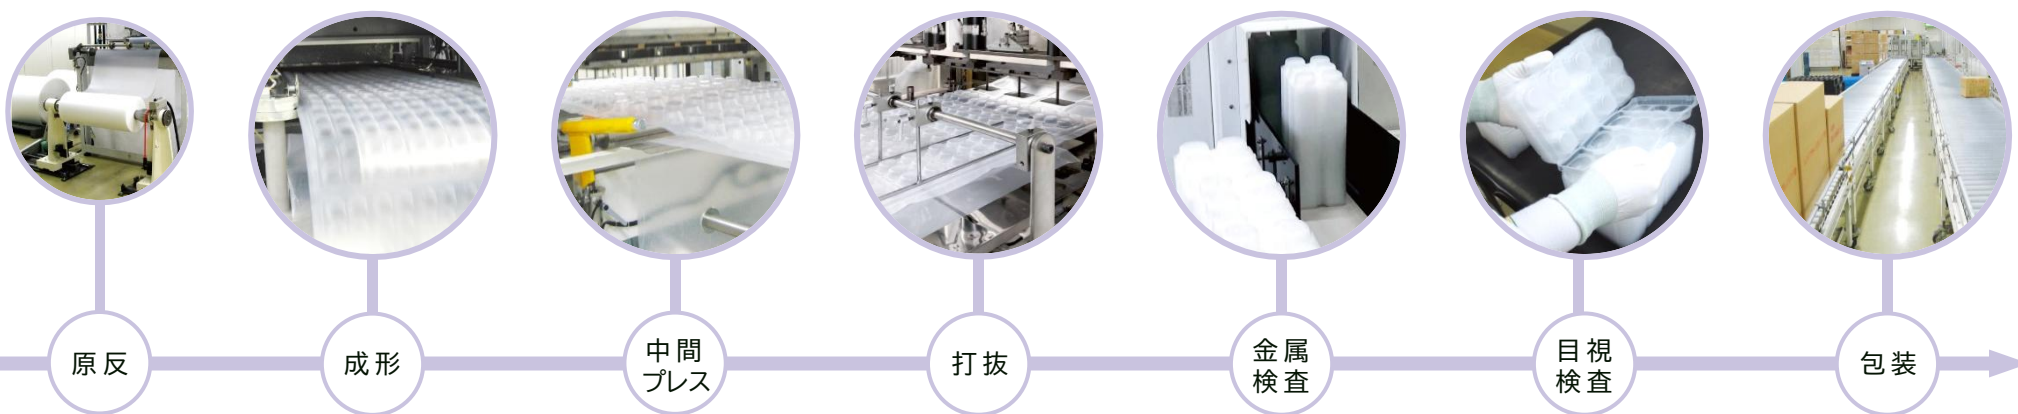 原反
成形
中間
プレス
打抜
金属
検査
目視
検査
包装